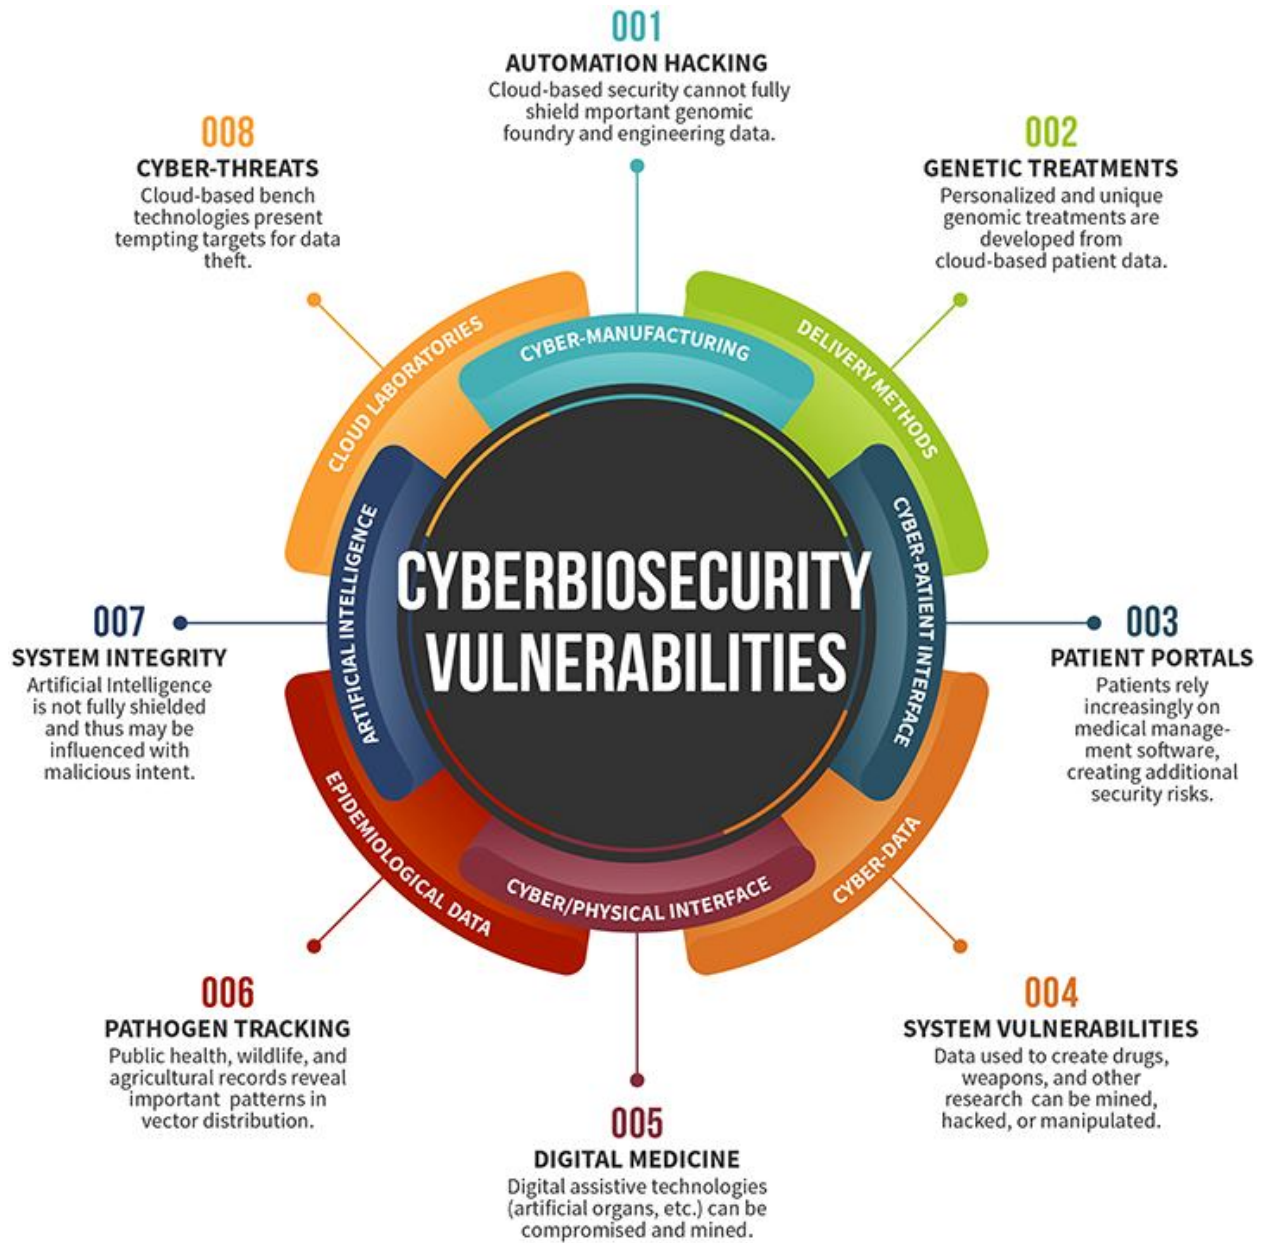 001
AUTOMATION HACKING
Cloud-based security cannot fully
shield mportant genomic
foundry and engineering data.
002
GENETIC TREATMENTS
Personalized and unique
genomic treatments are
developed from
cloud-based patient data.
003
PATIENT PORTALS
Patients rely
increasingly on
medical manage-
ment software,
creating additional
security risks.
004
SYSTEM VULNERABILITIES
Data used to create drugs,
weapons, and other
research can be mined,
hacked, or manipulated.
005
DIGITAL MEDICINE
Digital assistive technologies
(artificial organs, etc.) can be
compromised and mined.
006
PATHOGEN TRACKING
Public health, wildlife, and
agricultural records reveal
important patterns in
vector distribution.
007
SYSTEM INTEGRITY
Artificial Intelligence
is not fully shielded
and thus may be
influenced with
malicious intent.
008
CYBER-THREATS
Cloud-based bench
technologies present
tempting targets for data
theft.
CYBER-MANUFACTURING
DELIVERY METHODS
CYBER-PATIENT INTERFACE
CYBER-DATA
CYBER/PHYSICAL INTERFACE
EPIDEMIOLOGICAL DATA
ARTIFICIAL INTELLIGENCE
CLOUD LABORATORIES
CYBERBIOSECURITY
VULNERABILITIES